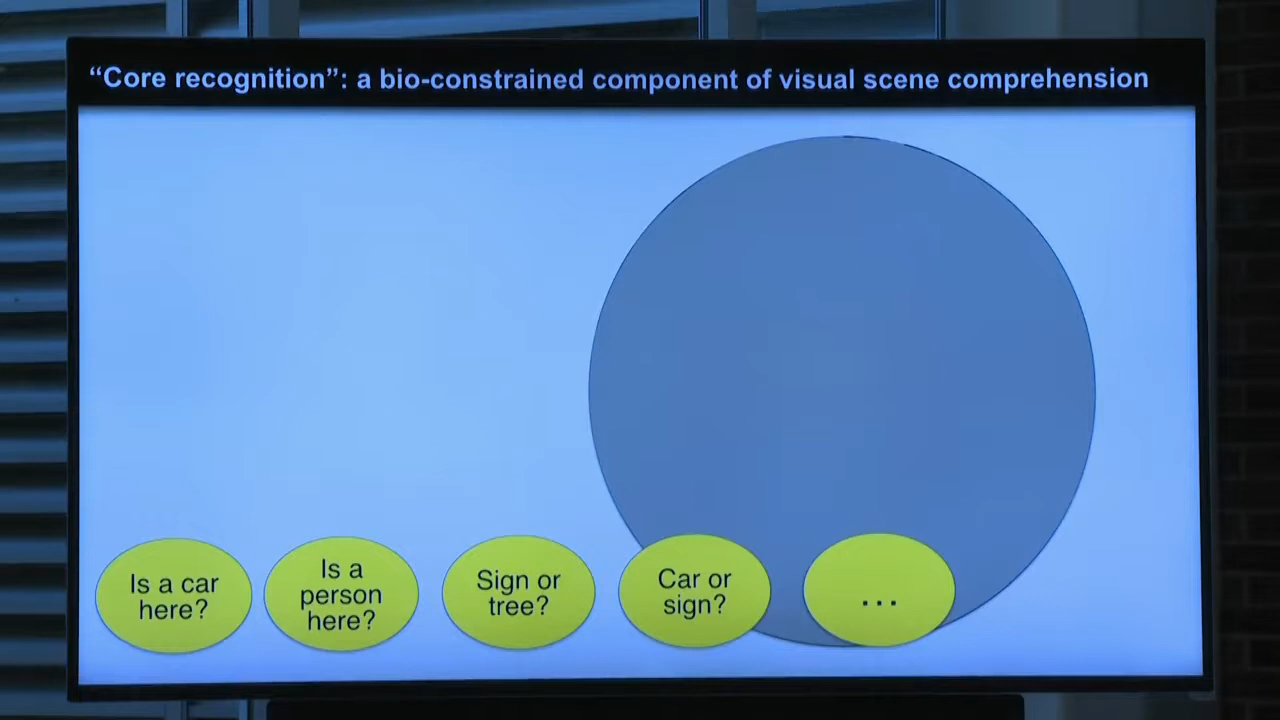 “Core recognition”: a bio-constrained component of visual scene comprehension
Is a car
here?
Is a
person
here?
Sign or
tree?
Car or
sign?
...